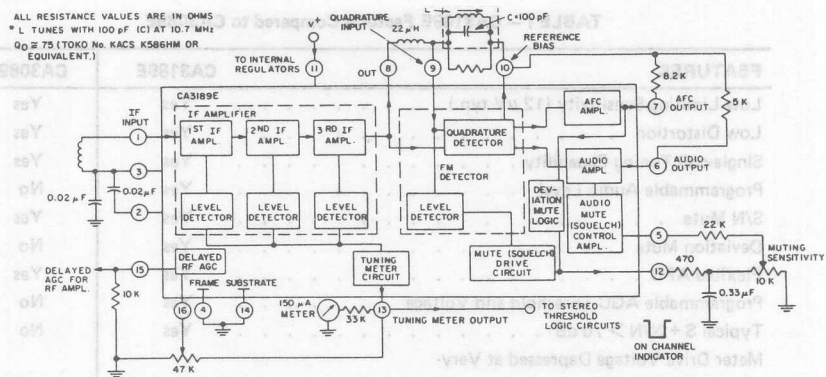 ALL RESISTANCE VALUES ARE IN OHMS
* L TUNES WITH 100 pF (C) AT 10.7 MHz
Q0 ≅ 75 (TOKO No. KACS K586HM OR
EQUIVALENT.)
V+
TO INTERNAL
REGULATORS
11
QUADRATURE
INPUT
22 μH
C=100 pF
REFERENCE
BIAS
OUT
8
9
10
8.2K
5K
CA3189E
IF
INPUT
1
3
2
0.02 μF
0.02 μF
IF AMPLIFIER
1ST IF
AMPL.
2ND IF
AMPL.
3 RD IF
AMPL.
LEVEL
DETECTOR
LEVEL
DETECTOR
LEVEL
DETECTOR
QUADRATURE
DETECTOR
FM
DETECTOR
LEVEL
DETECTOR
AFC
AMPL
7
AFC
OUTPUT
AUDIO
AMPL
6
AUDIO
OUTPUT
DEV-
IATION
MUTE
LOGIC
AUDIO
MUTE
(SQUELCH)
CONTROL
AMPL.
5
22 K
MUTING
SENSITIVITY
DELAYED
AGC FOR
RF AMPL.
15
DELAYED
RF AGC
TUNING
METER
CIRCUIT
MUTE (SQUELCH)
DRIVE
CIRCUIT
12
470
10 K
0.33μF
10 K
FRAME
SUBSTRATE
16
4
14
150 μA
METER
33K
13
TUNING METER OUTPUT
TO STEREO
THRESHOLD
LOGIC CIRCUITS
ON CHANNEL
INDICATOR
47 K